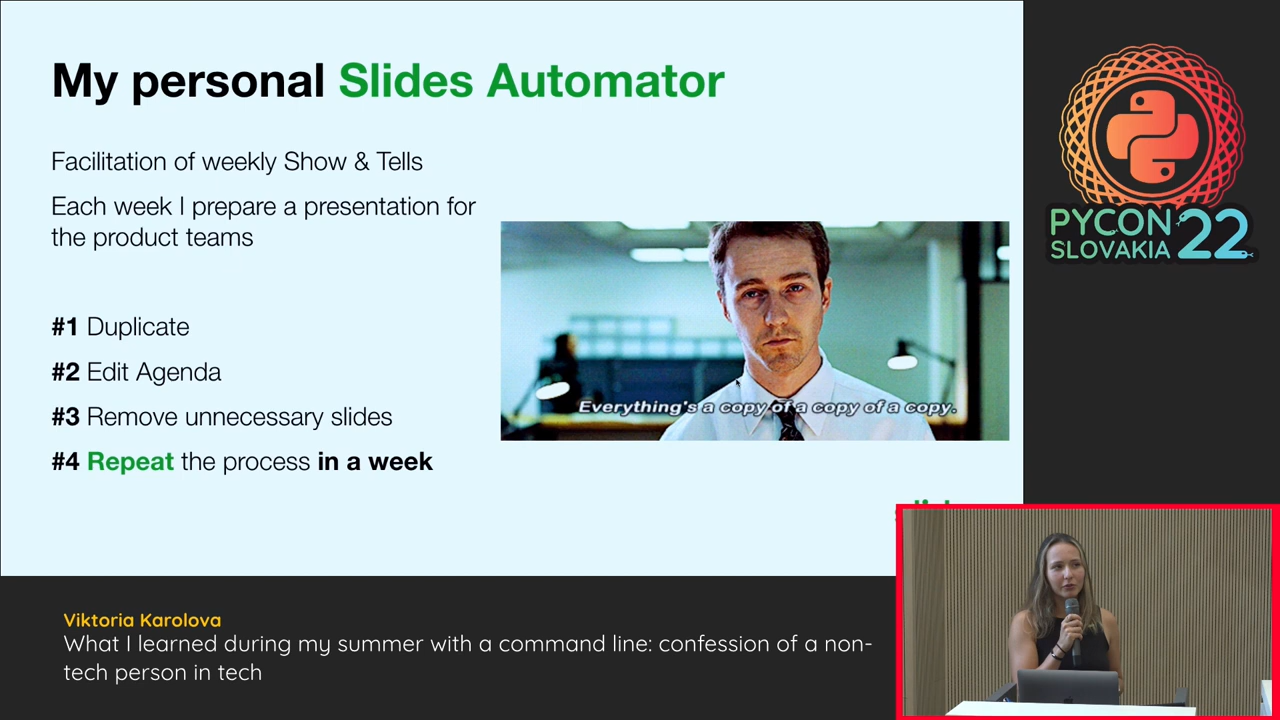 My personal Slides Automator
Facilitation of weekly Show & Tells
Each week I prepare a presentation for
the product teams
#1 Duplicate
#2 Edit Agenda
#3 Remove unnecessary slides
#4 Repeat the process in a week
Everything's a copy of a copy of a copy.
PYCON
SLOVAKIA 22
Viktoria Karolova
What I learned during my summer with a command line: confession of a non-
tech person in tech